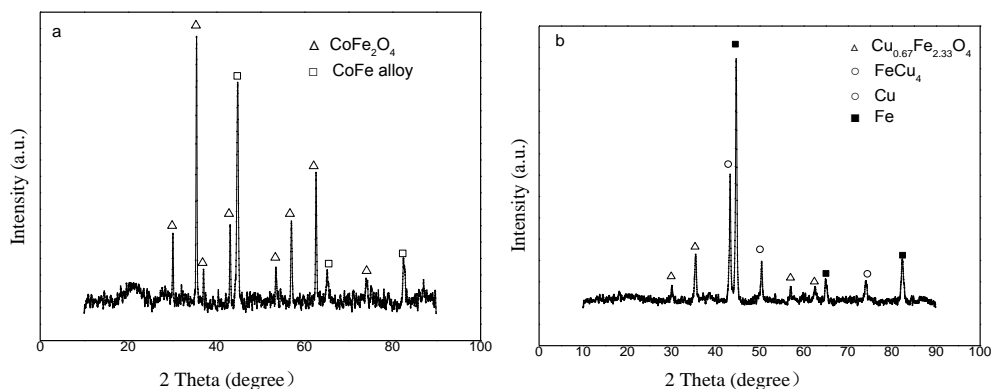 a
△ CoFe₂O₄
□ CoFe alloy
Intensity (a.u.)
0 20 40 60 80 100
2 Theta (degree）
b
△ Cu₀.₆₇Fe₂.₃₃O₄
○ FeCu₄
○ Cu
■ Fe
Intensity (a.u.)
0 10 20 30 40 50 60 70 80 90 100
2 Theta (degree）